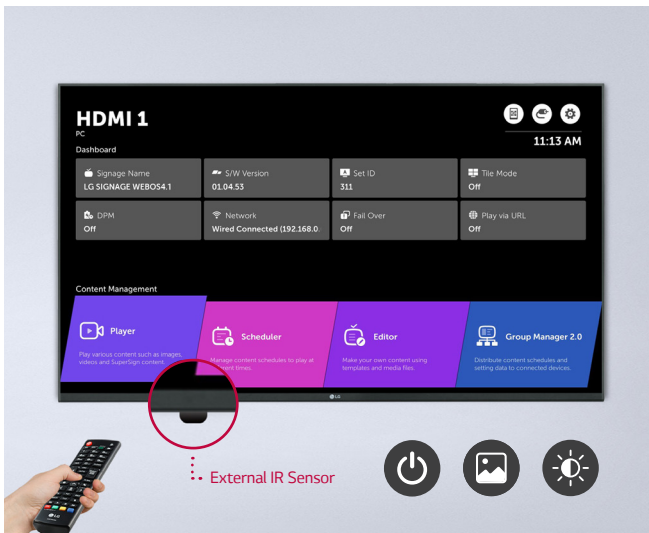 HDMI 1
PC
11:13 AM
Dashboard
Signage Name
LG SIGNAGE WEBOS4.1
S/W Version
01.04.53
Set ID
311
Tile Mode
Off
DPM
Off
Network
Wired Connected (192.168.0.
Fail Over
Off
Play via URL
Off
Content Management
Player
Play various content such as images,
videos and SuperSign content.
Scheduler
Manage content schedules to play at
different times.
Editor
Make your own content using
templates and media files.
Group Manager 2.0
Distribute content schedules and
setting data to connected devices.
LG
External IR Sensor
LG